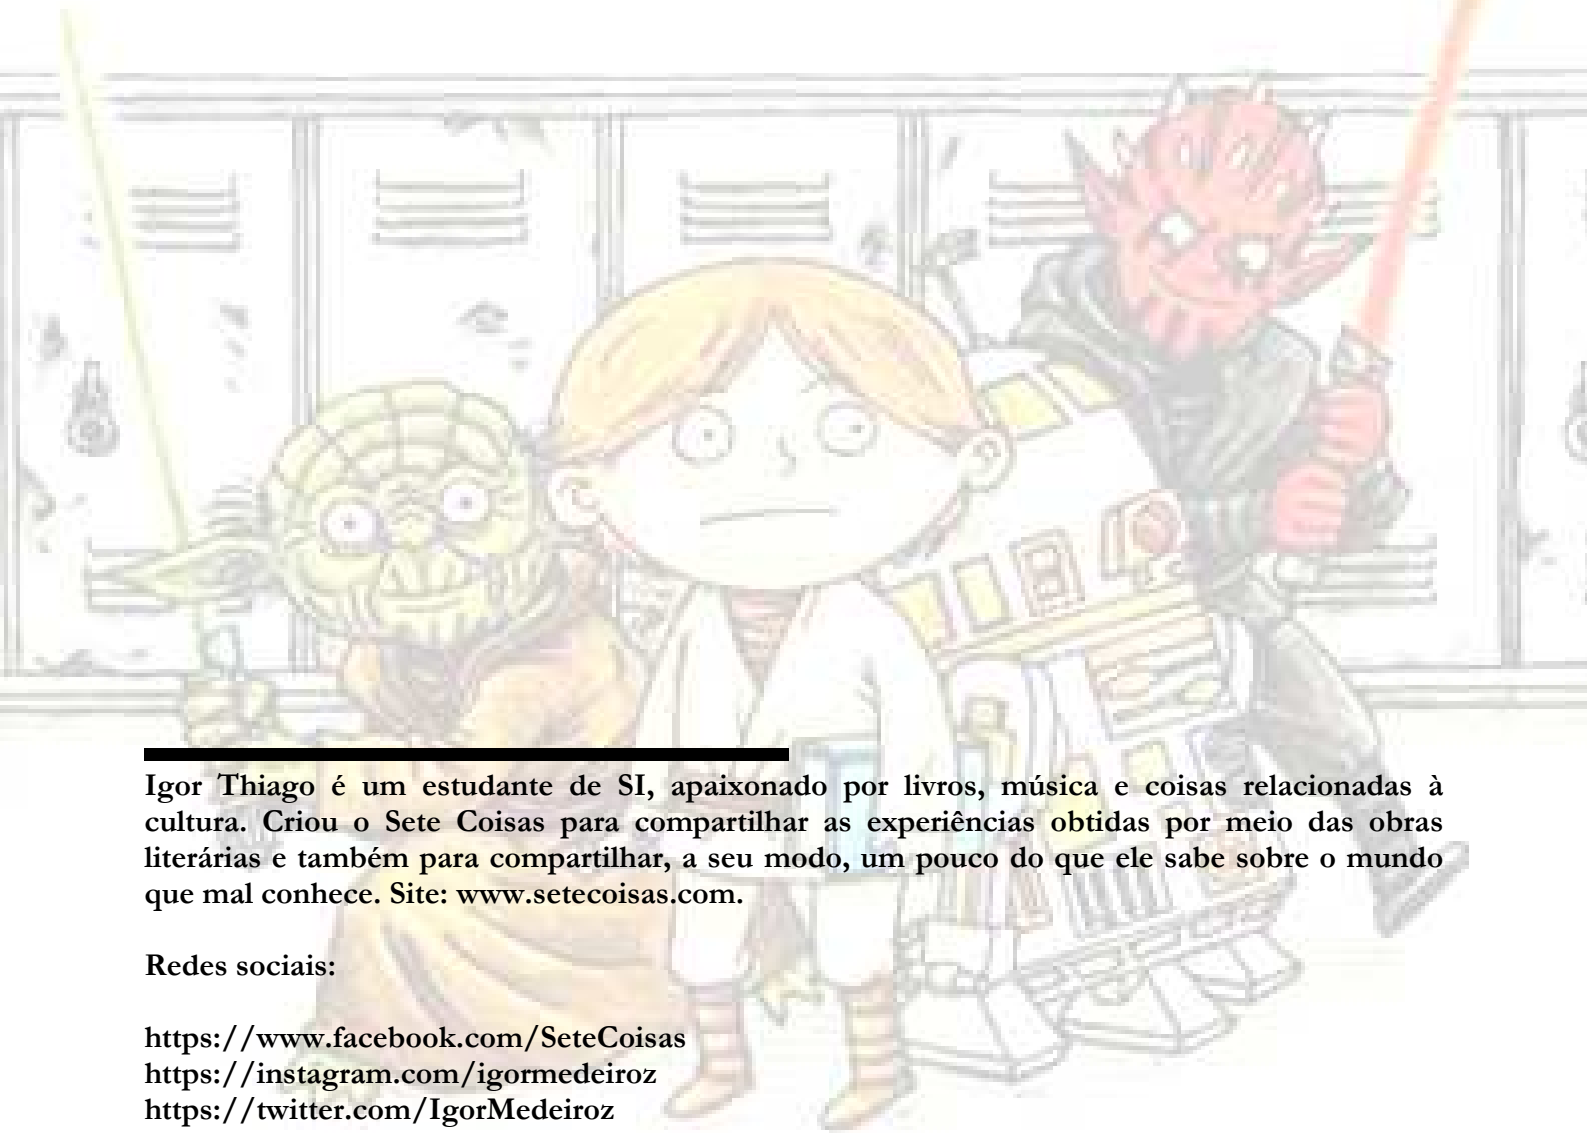 Igor Thiago é um estudante de SI, apaixonado por livros, música e coisas relacionadas à
cultura. Criou o Sete Coisas para compartilhar as experiências obtidas por meio das obras
literárias e também para compartilhar, a seu modo, um pouco do que ele sabe sobre o mundo
que mal conhece. Site: www.setecoisas.com.
Redes sociais:
https://www.facebook.com/SeteCoisas
https://instagram.com/igormedeiroz
https://twitter.com/IgorMedeiroz